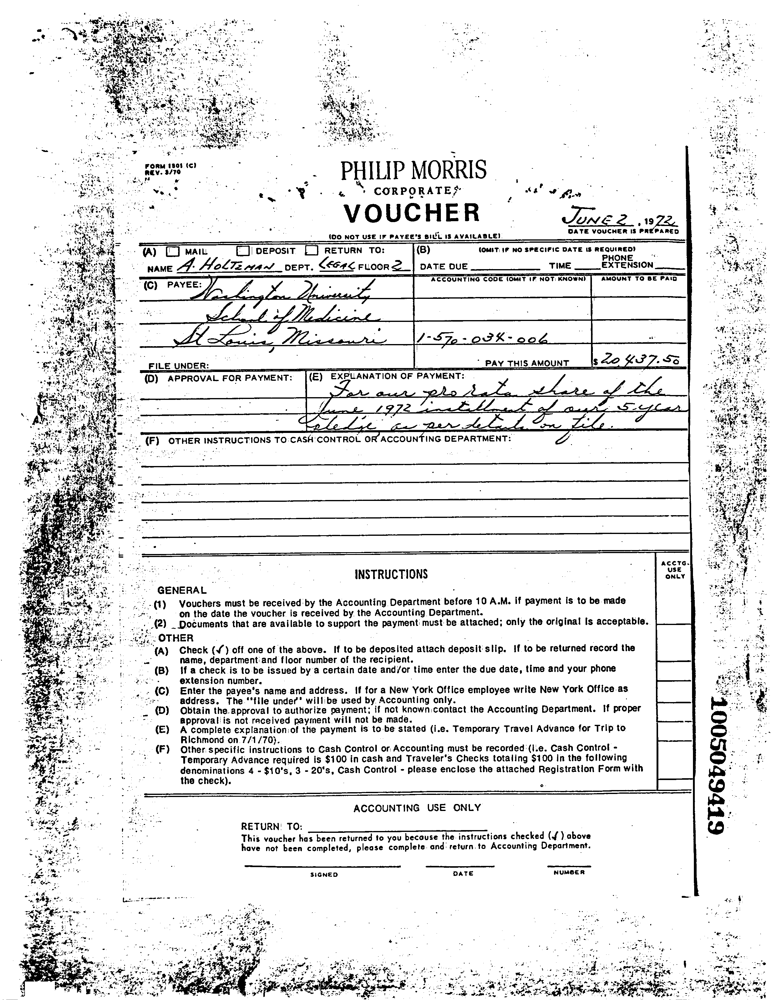 FORM 1501 (C)
REV. 3/70
PHILIP MORRIS
CORPORATE
VOUCHER
(DO NOT USE IF PAYEE'S BILL IS AVAILABLE)
JUNE 2, 1972
DATE VOUCHER IS PREPARED
(A) MAIL DEPOSIT RETURN TO:
NAME A. HOLTZMAN DEPT. LEGAL FLOOR 2
(B) (OMIT IF NO SPECIFIC DATE IS REQUIRED)
DATE DUE TIME PHONE EXTENSION
(C) PAYEE: Washington University
School of Medicine
St Louis, Missouri
FILE UNDER:
ACCOUNTING CODE (OMIT IF NOT KNOWN) AMOUNT TO BE PAID
1-570-034-006
PAY THIS AMOUNT $ 20,437.50
(D) APPROVAL FOR PAYMENT:
(E) EXPLANATION OF PAYMENT:
For our pro rata share of the
June 1972 installment of our 5-year
pledge as per details on file.
(F) OTHER INSTRUCTIONS TO CASH CONTROL OR ACCOUNTING DEPARTMENT:
INSTRUCTIONS
ACCTG.
USE
ONLY
GENERAL
(1) Vouchers must be received by the Accounting Department before 10 A.M. if payment is to be made
on the date the voucher is received by the Accounting Department.
(2) Documents that are available to support the payment must be attached; only the original is acceptable.
OTHER
(A) Check (✓) off one of the above. If to be deposited attach deposit slip. If to be returned record the
name, department and floor number of the recipient.
(B) If a check is to be issued by a certain date and/or time enter the due date, time and your phone
extension number.
(C) Enter the payee's name and address. If for a New York Office employee write New York Office as
address. The "file under" will be used by Accounting only.
(D) Obtain the approval to authorize payment; if not known contact the Accounting Department. If proper
approval is not received payment will not be made.
(E) A complete explanation of the payment is to be stated (i.e. Temporary Travel Advance for Trip to
Richmond on 7/1/70).
(F) Other specific instructions to Cash Control or Accounting must be recorded (i.e. Cash Control -
Temporary Advance required is $100 in cash and Traveler's Checks totaling $100 in the following
denominations 4 - $10's, 3 - 20's, Cash Control - please enclose the attached Registration Form with
the check).
ACCOUNTING USE ONLY
RETURN TO:
This voucher has been returned to you because the instructions checked (✓) above
have not been completed, please complete and return to Accounting Department.
SIGNED DATE NUMBER
1005049419